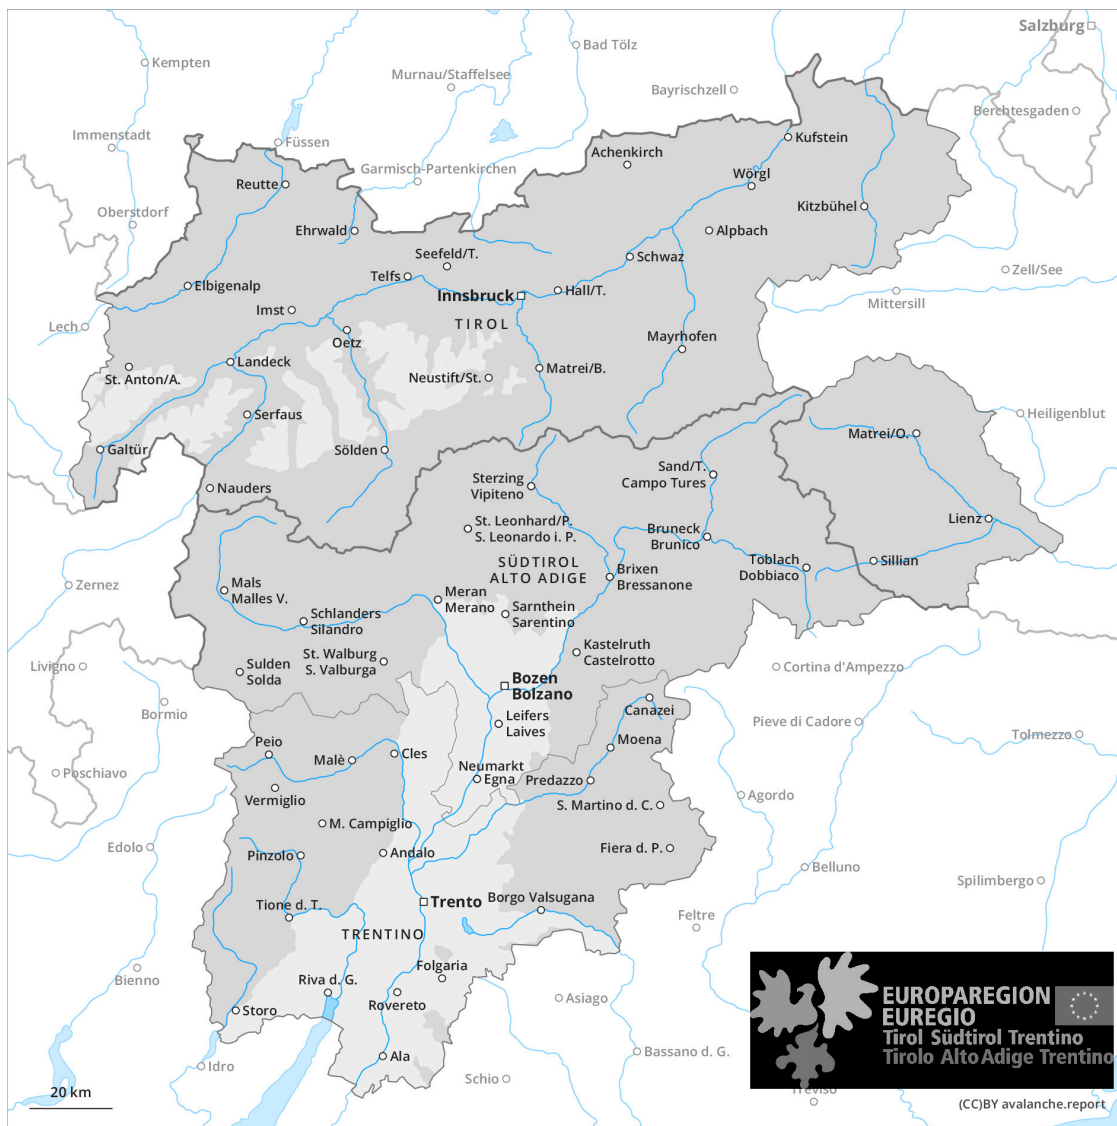 Salzburg
Bad Tölz
Kempten
Murnau/Staffelsee
Bayrischzell
Berchtesgaden
Immenstadt
Füssen
Kufstein
Achenkirch
Garmisch-Partenkirchen
Wörgl
Reutte
Oberstdorf
Kitzbühel
Ehrwald
Alpbach
Seefeld/T.
Schwaz
Telfs
Zell/See
Elbigenalp
Innsbruck
Hall/T.
Mittersill
Imst
Lech
TIROL
Oetz
Mayrhofen
Landeck
St. Anton/A.
Neustift/St.
Matrei/B.
Serfaus
Heiligenblut
Matrei/O.
Galtür
Sölden
Sand/T.
Campo Tures
Sterzing
Vipiteno
Nauders
Lienz
St. Leonhard/P.
S. Leonardo i. P.
Bruneck
Brunico
SÜDTIROL
ALTO ADIGE
Toblach
Dobbiaco
Sillian
Brixen
Bressanone
Zernez
Mals
Malles V.
Meran
Merano
Sarnthein
Sarentino
Schlanders
Silandro
Kastelruth
Castelrotto
St. Walburg
S. Valburga
Livigno
Sulden
Solda
Cortina d'Ampezzo
Bozen
Bolzano
Bormio
Canazei
Leifers
Laives
Pieve di Cadore
Tolmezzo
Peio
Moena
Malè
Cles
Neumarkt
Egna
Poschiavo
Predazzo
Vermiglio
Agordo
S. Martino d. C.
M. Campiglio
Edolo
Pinzolo
Andalo
Fiera d. P.
Belluno
Spilimbergo
Trento
Borgo Valsugana
Tione d. T.
Feltre
TRENTINO
Bienno
Folgaria
Riva d. G.
Rovereto
Asiago
Storo
EUROPAREGION
EUREGIO
Tirol Südtirol Trentino
Tirolo Alto Adige Trentino
Ala
Bassano d. G.
Idro
Schio
20 km
Treviso
(CC)BY avalanche.report